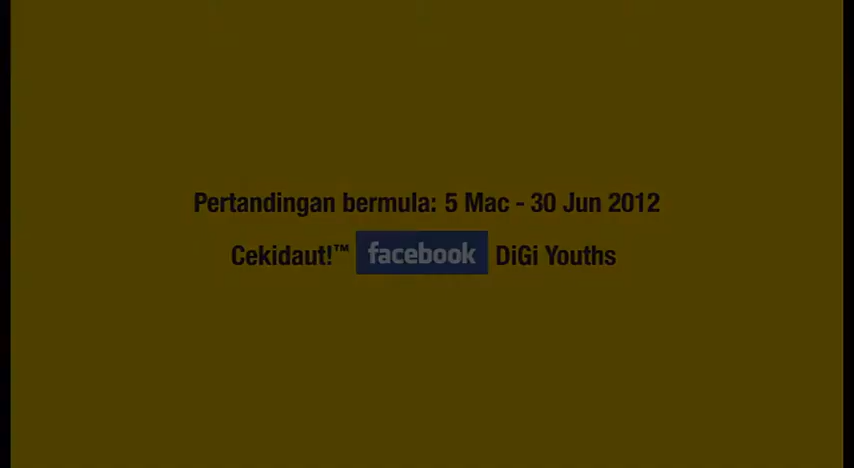 Pertandingan bermula: 5 Mac - 30 Jun 2012
Cekidaut!™ facebook DiGi Youths